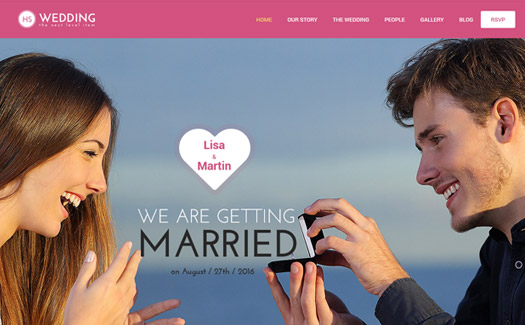 HS WEDDING
the next level item
HOME OUR STORY THE WEDDING PEOPLE GALLERY BLOG RSVP
Lisa
&
Martin
WE ARE GETTING
MARRIED
on August / 27th / 2016